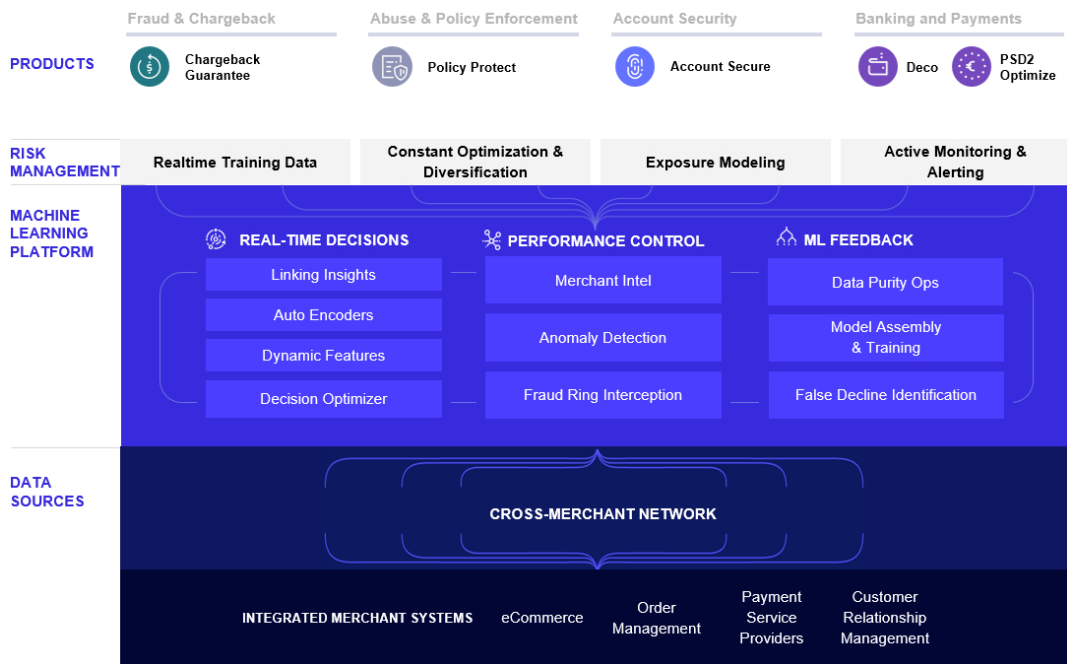 Fraud & Chargeback
Abuse & Policy Enforcement
Account Security
Banking and Payments
PRODUCTS
Chargeback
Guarantee
Policy Protect
Account Secure
Deco
PSD2
Optimize
RISK
MANAGEMENT
Realtime Training Data
Constant Optimization &
Diversification
Exposure Modeling
Active Monitoring &
Alerting
MACHINE
LEARNING
PLATFORM
REAL-TIME DECISIONS
Linking Insights
Auto Encoders
Dynamic Features
Decision Optimizer
PERFORMANCE CONTROL
Merchant Intel
Anomaly Detection
Fraud Ring Interception
ML FEEDBACK
Data Purity Ops
Model Assembly
& Training
False Decline Identification
DATA
SOURCES
CROSS-MERCHANT NETWORK
INTEGRATED MERCHANT SYSTEMS
eCommerce
Order
Management
Payment
Service
Providers
Customer
Relationship
Management